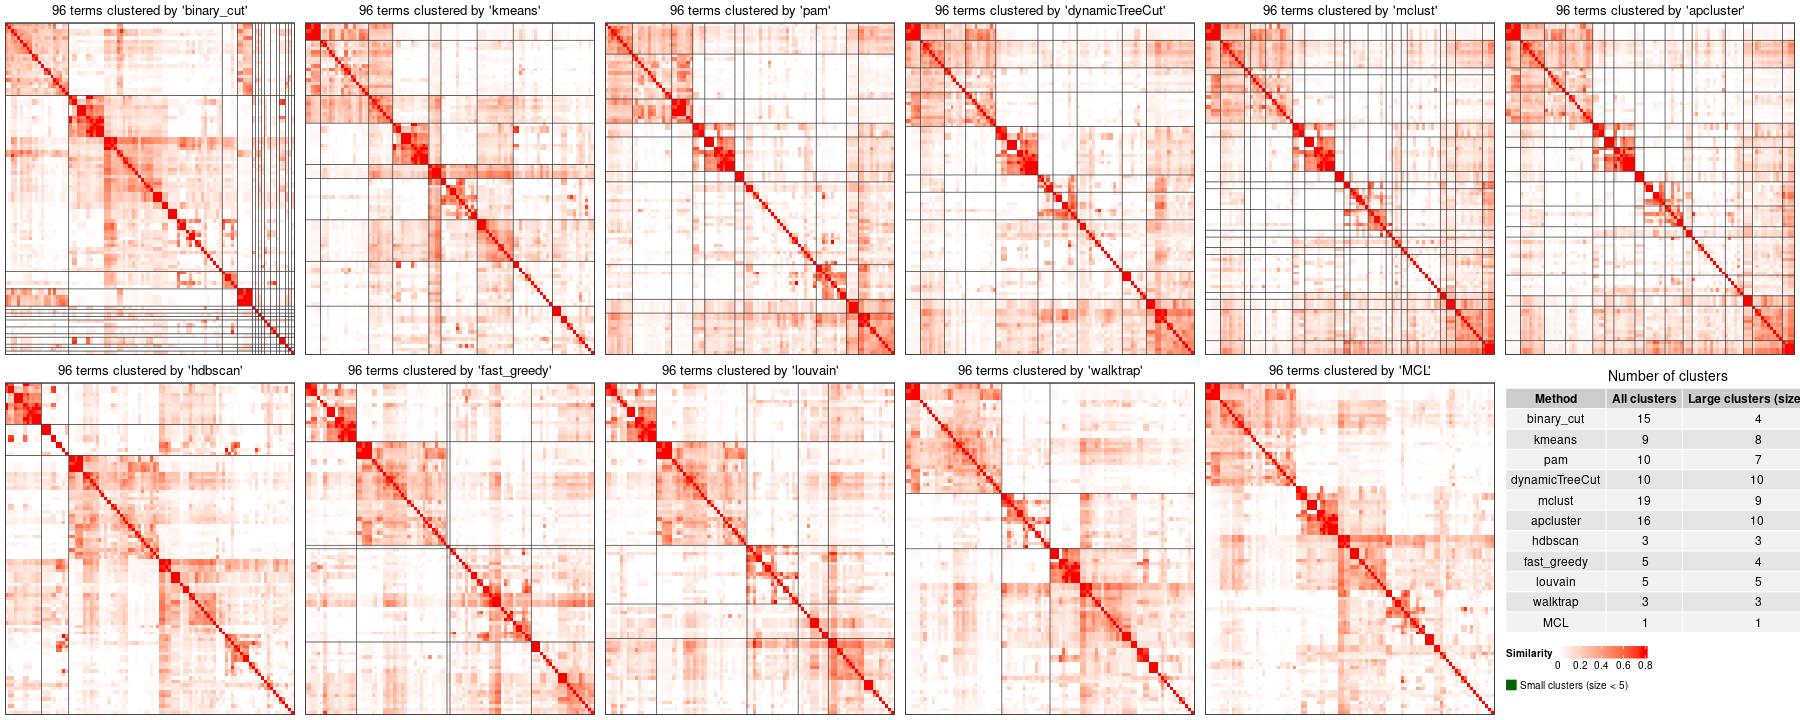 96 terms clustered by 'binary_cut'
96 terms clustered by 'kmeans'
96 terms clustered by 'pam'
96 terms clustered by 'dynamicTreeCut'
96 terms clustered by 'mclust'
96 terms clustered by 'apcluster'
96 terms clustered by 'hdbscan'
96 terms clustered by 'fast_greedy'
96 terms clustered by 'louvain'
96 terms clustered by 'walktrap'
96 terms clustered by 'MCL'
Number of clusters
Method All clusters Large clusters (size
binary_cut 15 4
kmeans 9 8
pam 10 7
dynamicTreeCut 10 10
mclust 19 9
apcluster 16 10
hdbscan 3 3
fast_greedy 5 4
louvain 5 5
walktrap 3 3
MCL 1 1
Similarity
0 0.2 0.4 0.6 0.8
Small clusters (size < 5)